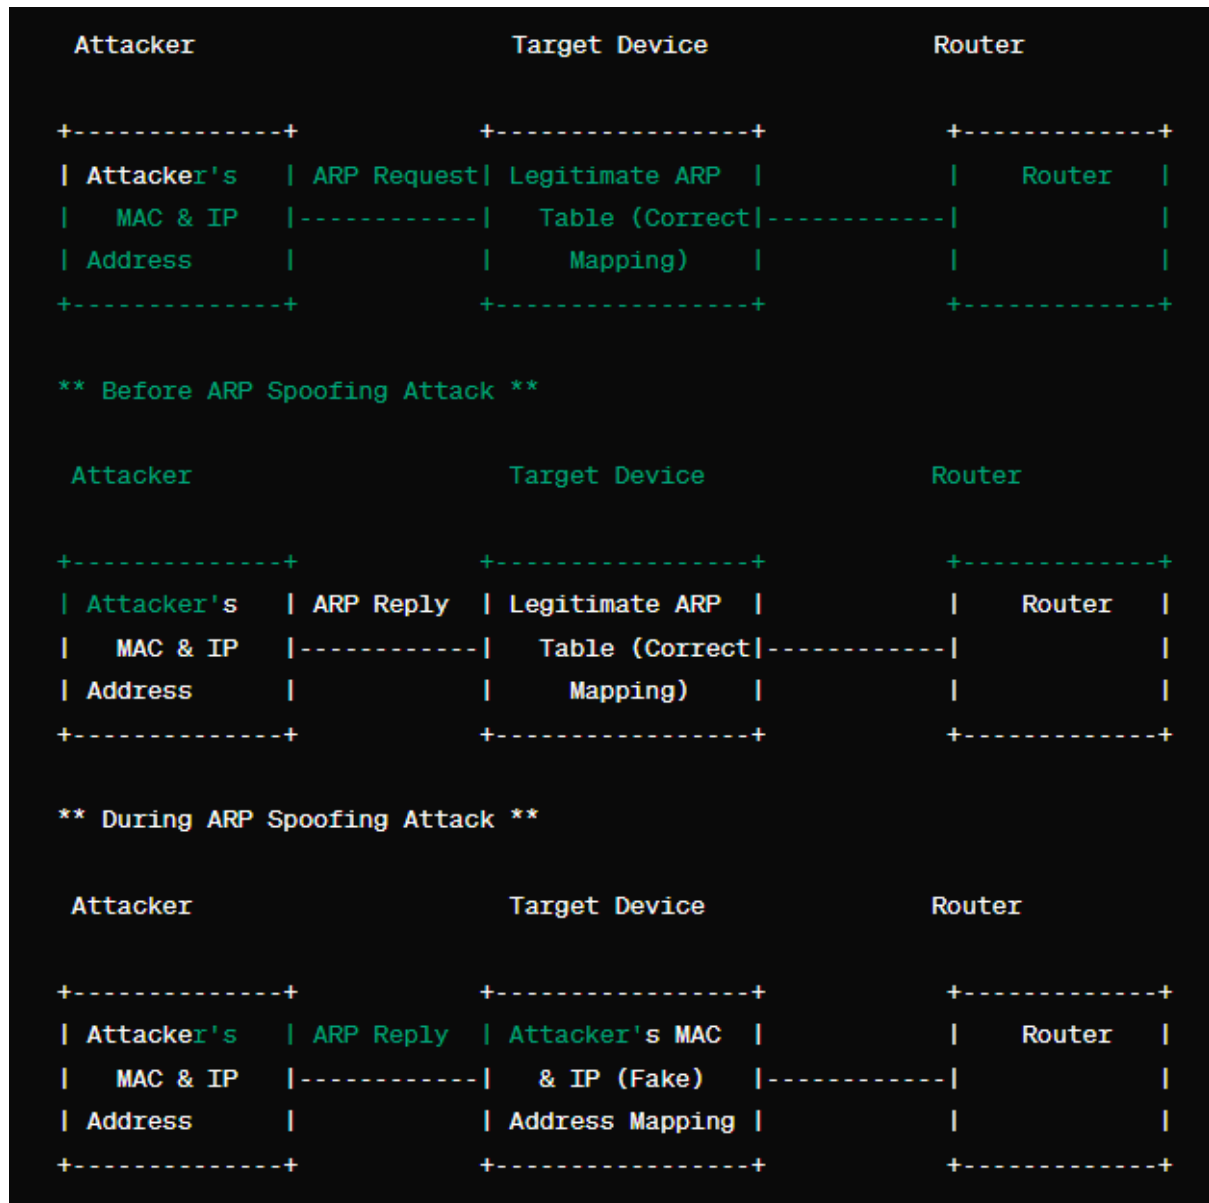 Attacker                     Target Device               Router
+--------------+            +-----------------+            +-------------+
| Attacker's   | ARP Request| Legitimate ARP  |            |    Router   |
|   MAC & IP   |------------|   Table (Correct|------------|             |
| Address      |            |     Mapping)    |            |             |
+--------------+            +-----------------+            +-------------+
** Before ARP Spoofing Attack **
Attacker                     Target Device               Router
+--------------+            +-----------------+            +-------------+
| Attacker's   | ARP Reply  | Legitimate ARP  |            |    Router   |
|   MAC & IP   |------------|   Table (Correct|------------|             |
| Address      |            |     Mapping)    |            |             |
+--------------+            +-----------------+            +-------------+
** During ARP Spoofing Attack **
Attacker                     Target Device               Router
+--------------+            +-----------------+            +-------------+
| Attacker's   | ARP Reply  | Attacker's MAC  |            |    Router   |
|   MAC & IP   |------------|   & IP (Fake)   |------------|             |
| Address      |            | Address Mapping |            |             |
+--------------+            +-----------------+            +-------------+